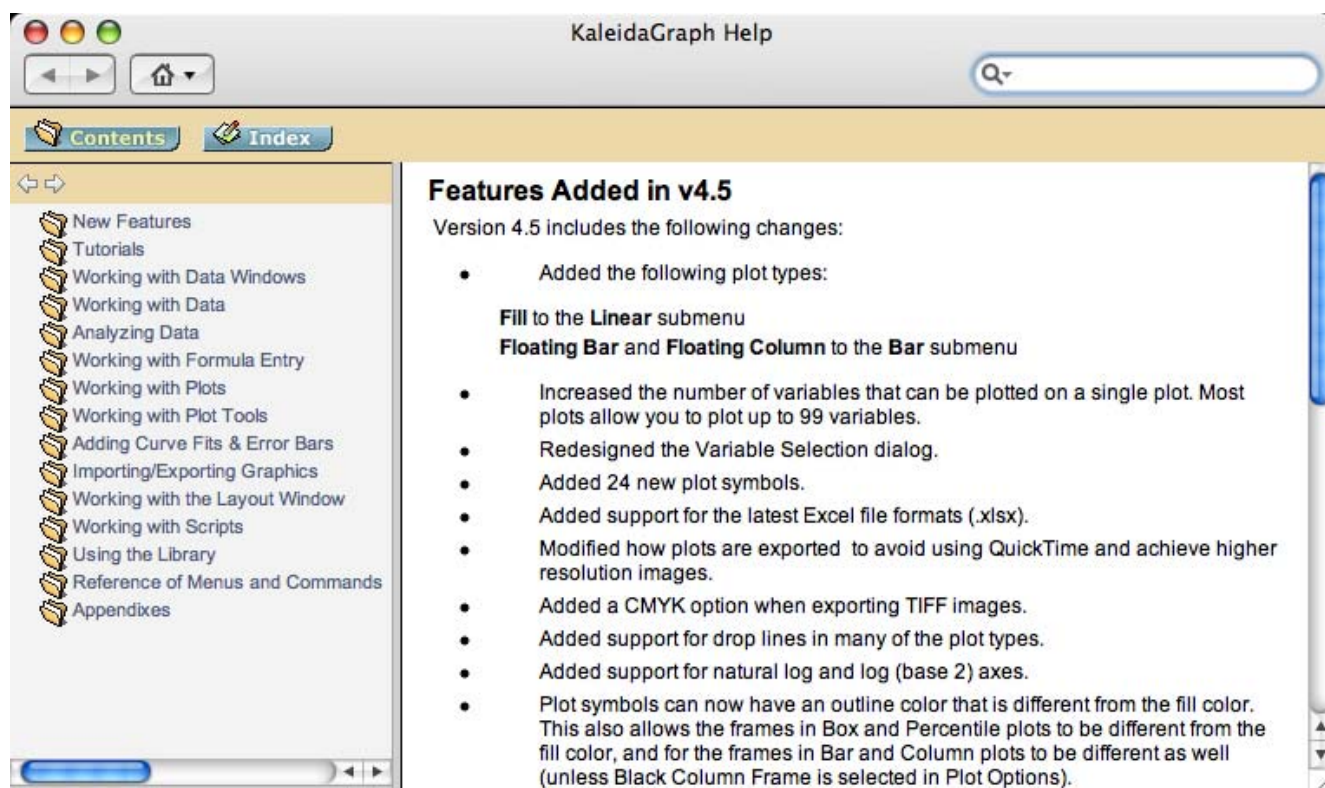 KaleidaGraph Help
Contents
Index
New Features
Tutorials
Working with Data Windows
Working with Data
Analyzing Data
Working with Formula Entry
Working with Plots
Working with Plot Tools
Adding Curve Fits & Error Bars
Importing/Exporting Graphics
Working with the Layout Window
Working with Scripts
Using the Library
Reference of Menus and Commands
Appendixes
Features Added in v4.5
Version 4.5 includes the following changes:
• Added the following plot types:
Fill to the Linear submenu
Floating Bar and Floating Column to the Bar submenu
• Increased the number of variables that can be plotted on a single plot. Most
plots allow you to plot up to 99 variables.
• Redesigned the Variable Selection dialog.
• Added 24 new plot symbols.
• Added support for the latest Excel file formats (.xlsx).
• Modified how plots are exported to avoid using QuickTime and achieve higher
resolution images.
• Added a CMYK option when exporting TIFF images.
• Added support for drop lines in many of the plot types.
• Added support for natural log and log (base 2) axes.
• Plot symbols can now have an outline color that is different from the fill color.
This also allows the frames in Box and Percentile plots to be different from the
fill color, and for the frames in Bar and Column plots to be different as well
(unless Black Column Frame is selected in Plot Options).